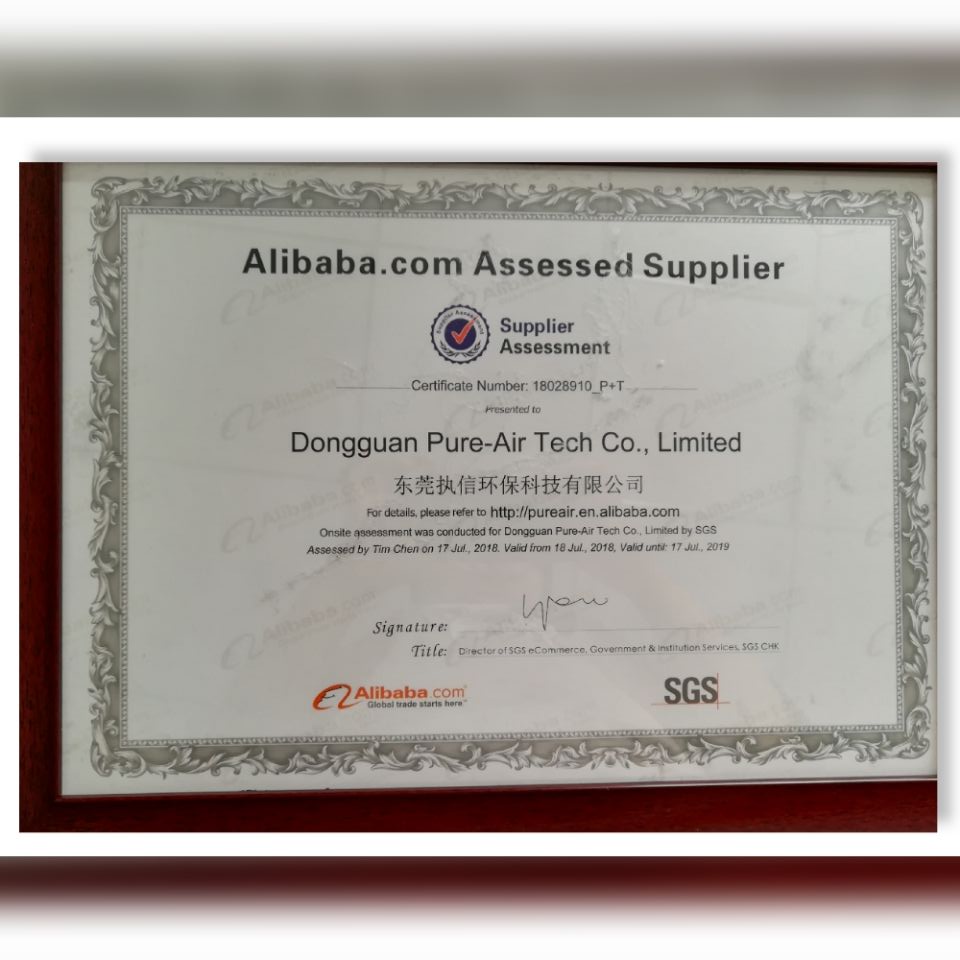 Alibaba.com Assessed Supplier
Supplier Assessment
Supplier
Assessment
Certificate Number: 18028910_P+T
Presented to
Dongguan Pure-Air Tech Co., Limited
东莞执信环保科技有限公司
For details, please refer to http://pureair.en.alibaba.com
Onsite assessment was conducted for Dongguan Pure-Air Tech Co., Limited by SGS
Assessed by Tim Chen on 17 Jul., 2018. Valid from 18 Jul., 2018, Valid until: 17 Jul., 2019
Signature:
Title: Director of SGS eCommerce, Government & Institution Services, SGS CHK
Alibaba.com®
Global trade starts here.™
SGS